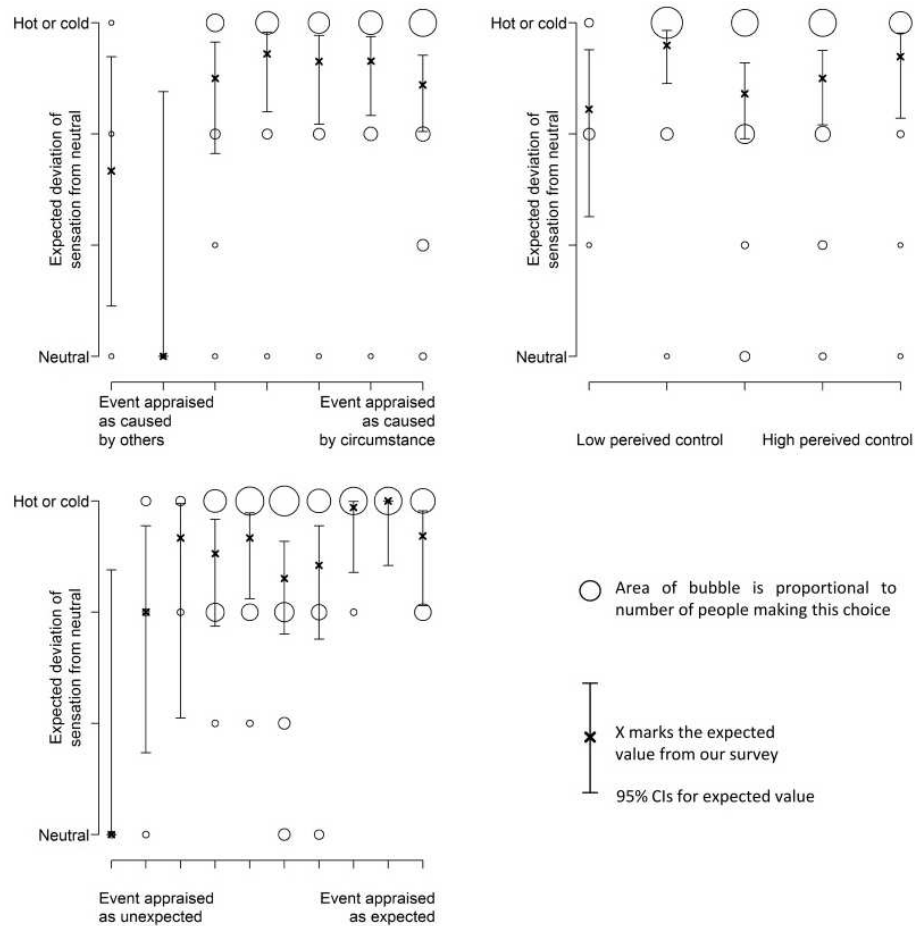 Hot or cold
Expected deviation of
sensation from neutral
Neutral
Event appraised
as caused
by others
Event appraised
as caused
by circumstance
Hot or cold
Expected deviation of
sensation from neutral
Neutral
Low pereived control
High pereived control
Hot or cold
Expected deviation of
sensation from neutral
Neutral
Event appraised
as unexpected
Event appraised
as expected
Area of bubble is proportional to
number of people making this choice
X marks the expected
value from our survey
95% CIs for expected value